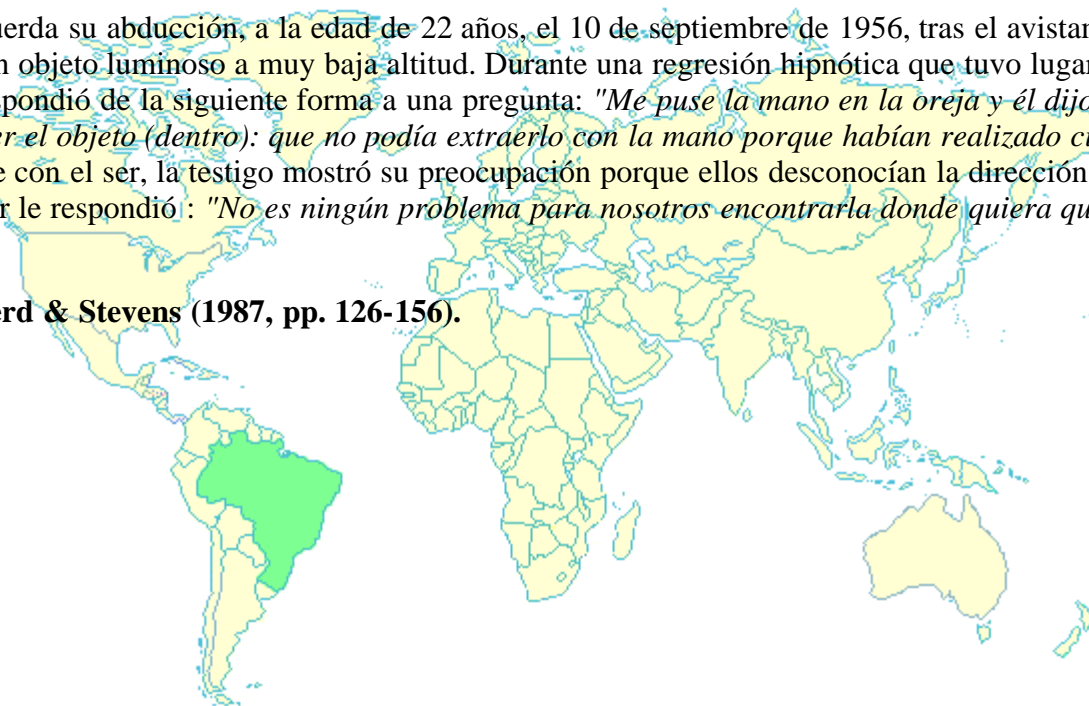 uerda su abducción, a la edad de 22 años, el 10 de septiembre de 1956, tras el avistar
n objeto luminoso a muy baja altitud. Durante una regresión hipnótica que tuvo lugar
spondió de la siguiente forma a una pregunta: "Me puse la mano en la oreja y él dijo
er el objeto (dentro): que no podía extraerlo con la mano porque habían realizado ci
e con el ser, la testigo mostró su preocupación porque ellos desconocían la dirección
r le respondió : "No es ningún problema para nosotros encontrarla donde quiera qu
erd & Stevens (1987, pp. 126-156).